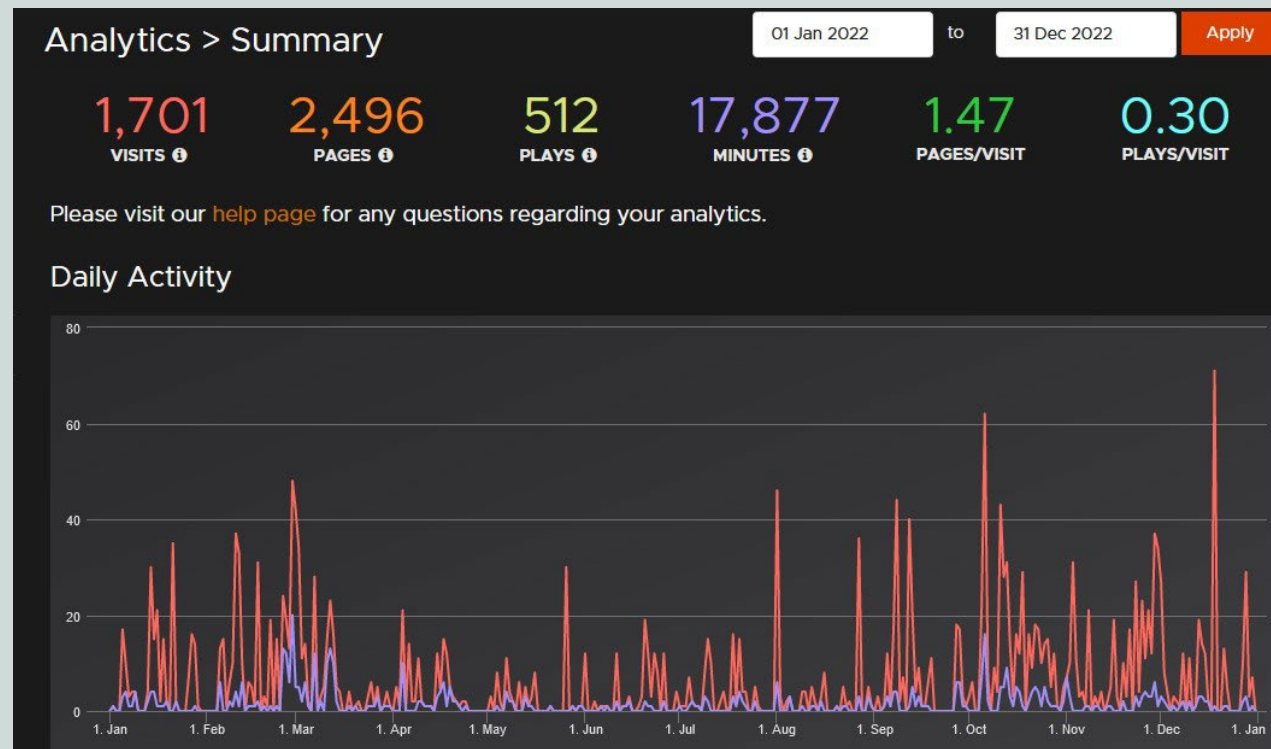 Analytics > Summary
01 Jan 2022 to 31 Dec 2022 Apply
1,701 2,496 512 17,877 1.47 0.30
VISITS PAGES PLAYS MINUTES PAGES/VISIT PLAYS/VISIT
Please visit our help page for any questions regarding your analytics.
Daily Activity
80
60
40
20
0
1. Jan 1. Feb 1. Mar 1. Apr 1. May 1. Jun 1. Jul 1. Aug 1. Sep 1. Oct 1. Nov 1. Dec 1. Jan